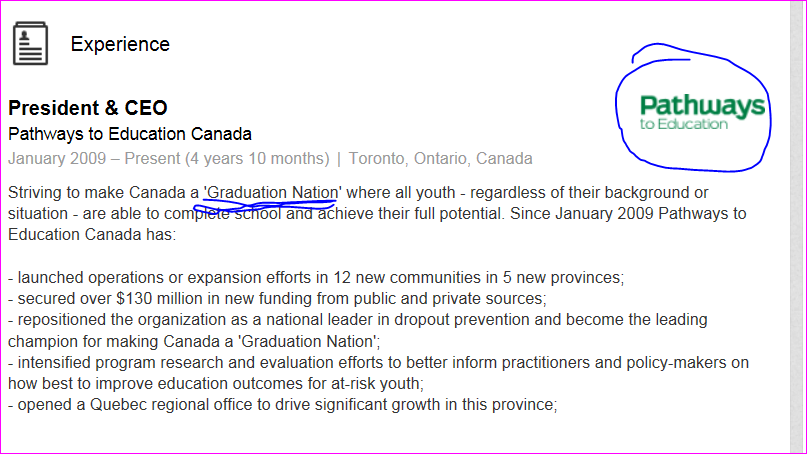 Experience
Pathways
to Education
President & CEO
Pathways to Education Canada
January 2009 – Present (4 years 10 months) | Toronto, Ontario, Canada
Striving to make Canada a 'Graduation Nation' where all youth - regardless of their background or
situation - are able to complete school and achieve their full potential. Since January 2009 Pathways to
Education Canada has:
- launched operations or expansion efforts in 12 new communities in 5 new provinces;
- secured over $130 million in new funding from public and private sources;
- repositioned the organization as a national leader in dropout prevention and become the leading
champion for making Canada a 'Graduation Nation';
- intensified program research and evaluation efforts to better inform practitioners and policy-makers on
how best to improve education outcomes for at-risk youth;
- opened a Quebec regional office to drive significant growth in this province;